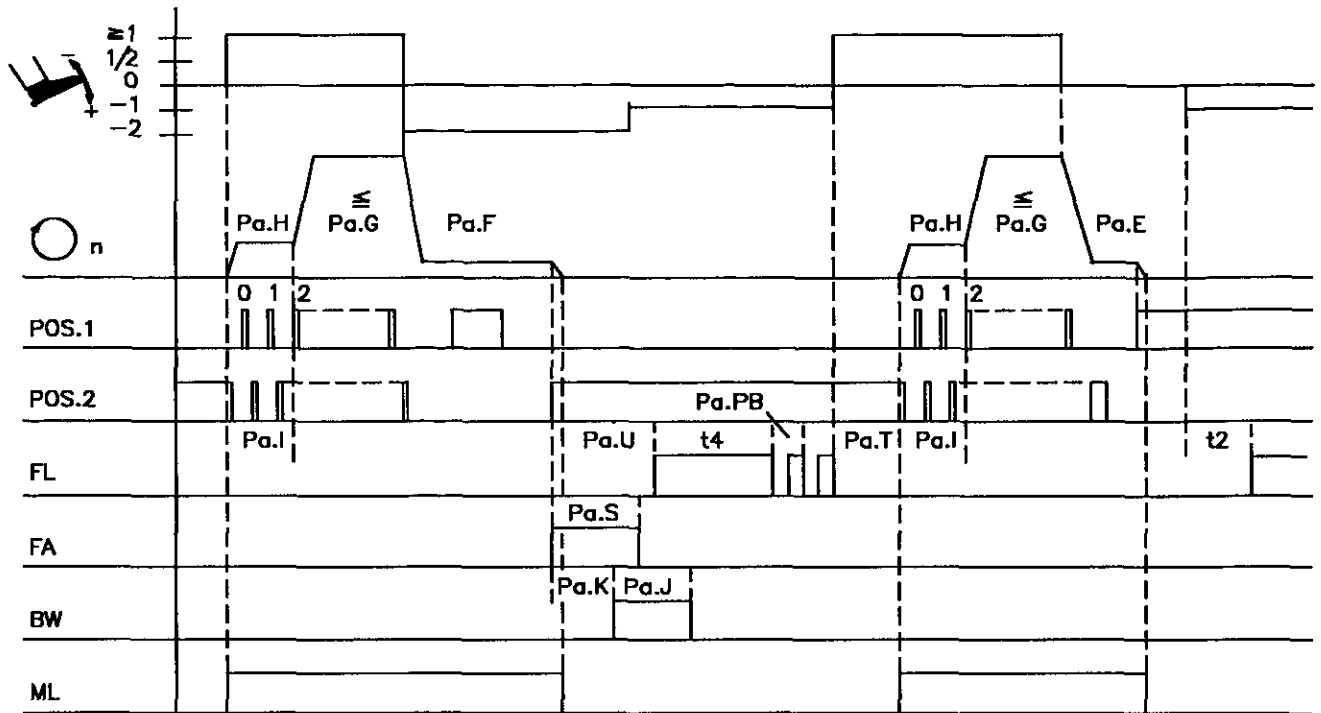 ≧1
1/2
0
-1
-2
- +
n
Pa.H ≦ Pa.G Pa.F Pa.H ≦ Pa.G Pa.E
0 1 2 0 1 2
POS.1
POS.2 Pa.PB
Pa.I Pa.U t4 Pa.T Pa.I t2
FL
Pa.S
FA
Pa.K Pa.J
BW
ML